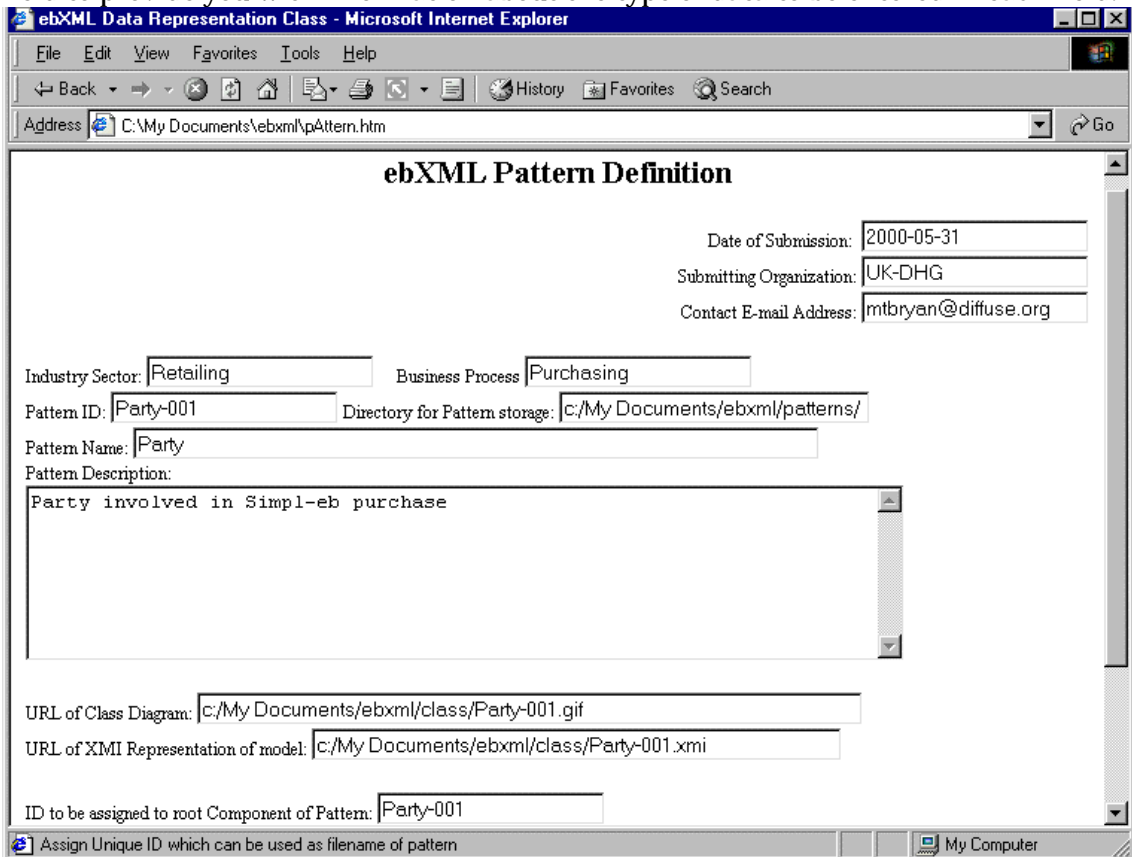 ebXML Data Representation Class - Microsoft Internet Explorer
File Edit View Favorites Tools Help
Back History Favorites Search
Address C:\My Documents\ebxml\pAttern.htm Go
ebXML Pattern Definition
Date of Submission: 2000-05-31
Submitting Organization: UK-DHG
Contact E-mail Address: mtbryan@diffuse.org
Industry Sector: Retailing Business Process Purchasing
Pattern ID: Party-001 Directory for Pattern storage: c:/My Documents/ebxml/patterns/
Pattern Name: Party
Pattern Description:
Party involved in Simpl-eb purchase
URL of Class Diagram: c:/My Documents/ebxml/class/Party-001.gif
URL of XMI Representation of model: c:/My Documents/ebxml/class/Party-001.xmi
ID to be assigned to root Component of Pattern: Party-001
Assign Unique ID which can be used as filename of pattern My Computer